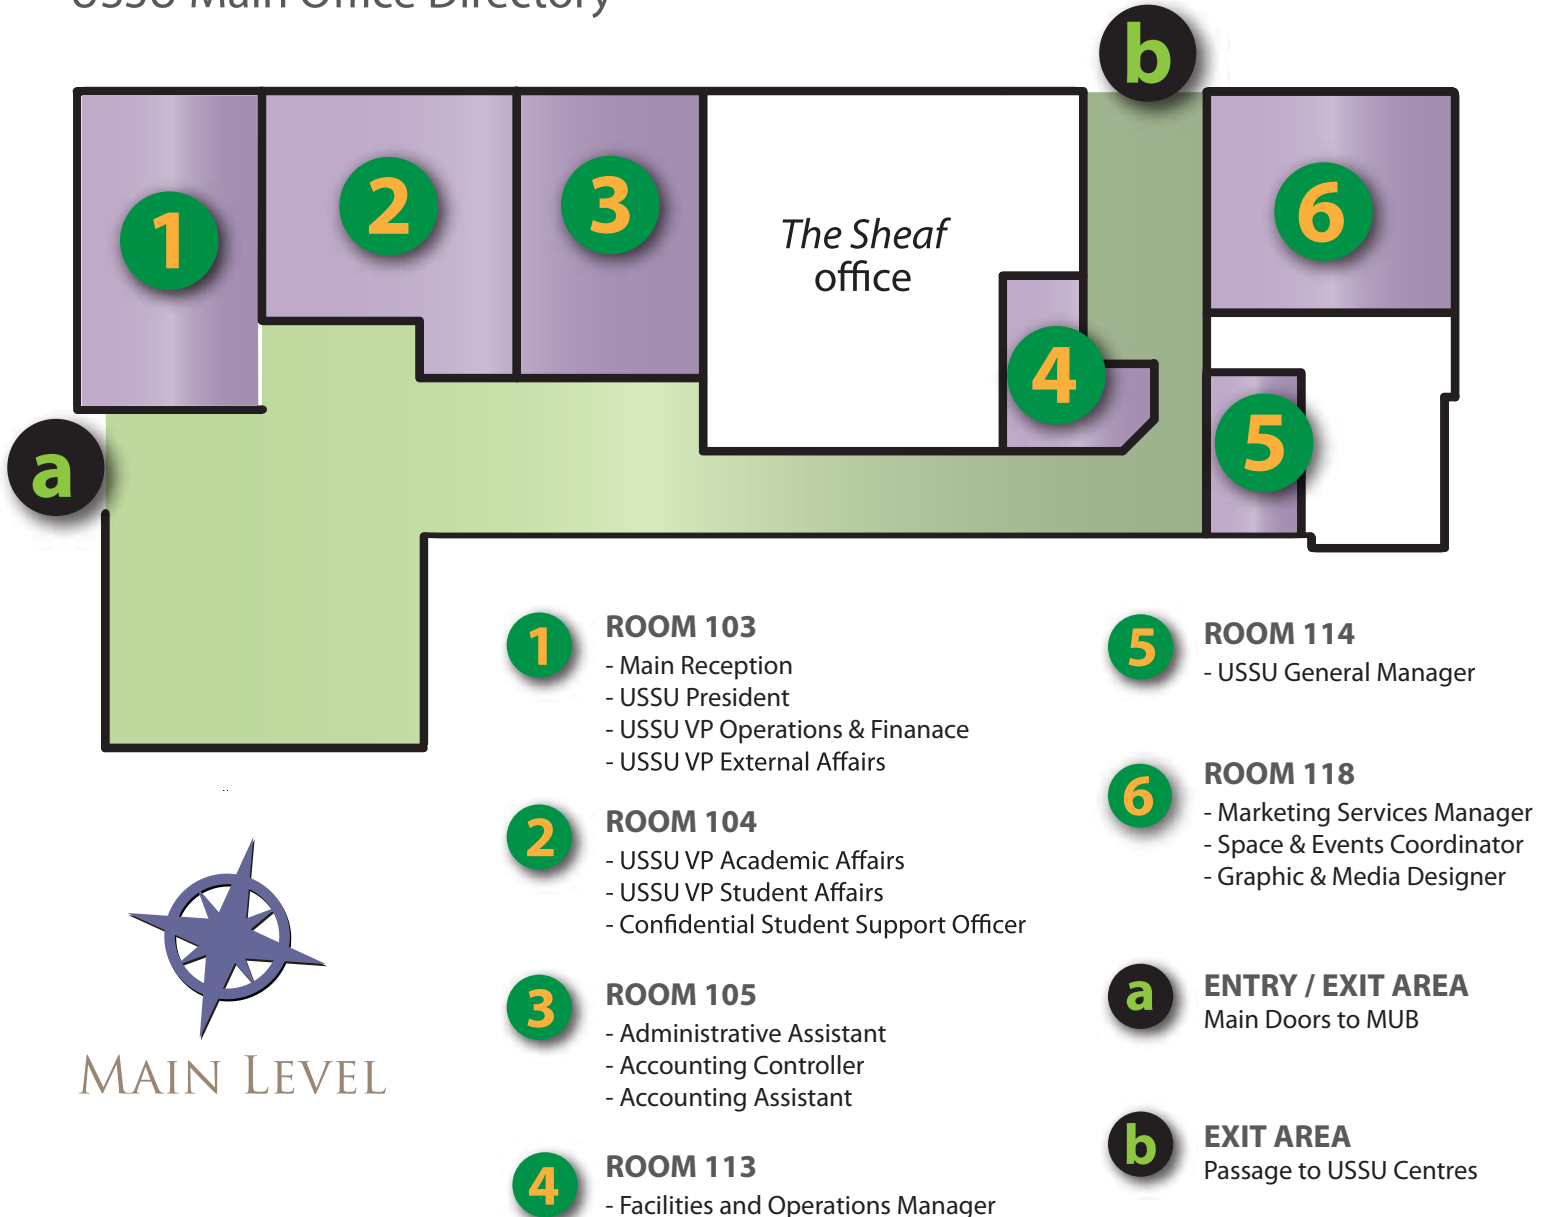 USSU Main Office Directory
b
1
2
3
The Sheaf
office
6
4
5
a
1
ROOM 103
- Main Reception
- USSU President
- USSU VP Operations & Finanace
- USSU VP External Affairs
2
ROOM 104
- USSU VP Academic Affairs
- USSU VP Student Affairs
- Confidential Student Support Officer
3
ROOM 105
- Administrative Assistant
- Accounting Controller
- Accounting Assistant
4
ROOM 113
- Facilities and Operations Manager
5
ROOM 114
- USSU General Manager
6
ROOM 118
- Marketing Services Manager
- Space & Events Coordinator
- Graphic & Media Designer
a
ENTRY / EXIT AREA
Main Doors to MUB
b
EXIT AREA
Passage to USSU Centres
MAIN LEVEL